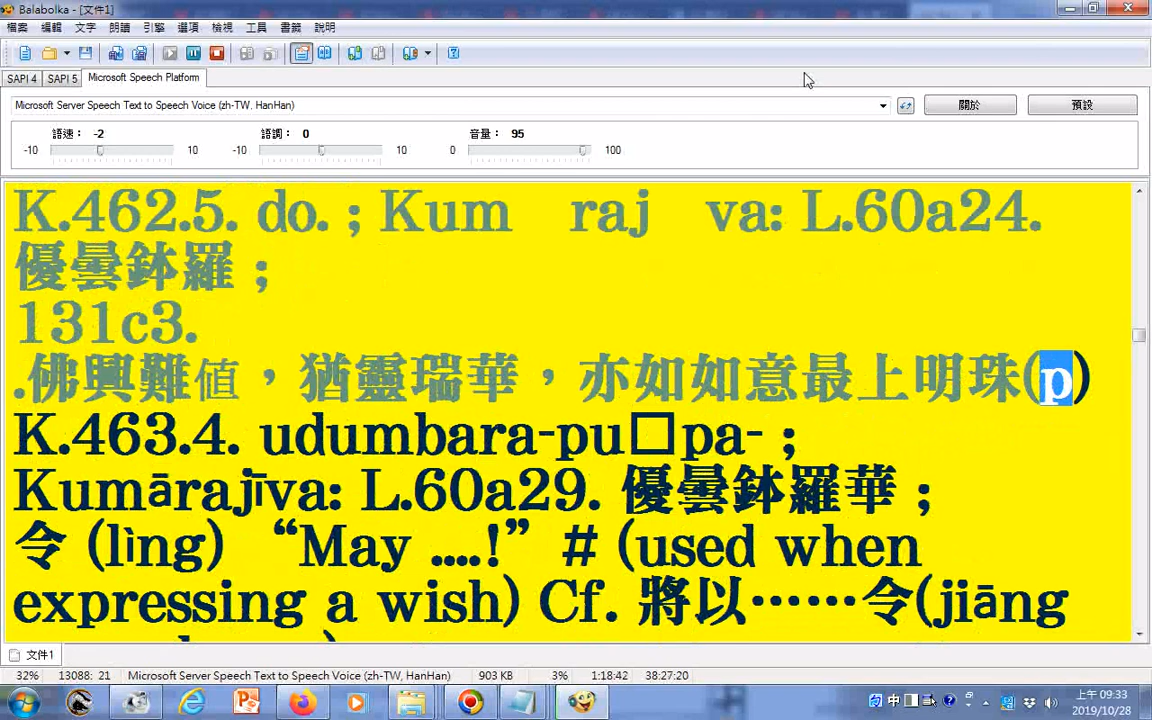 Balabolka - [文件1]
檔案 編輯 文字 朗讀 引擎 選項 檢視 工具 書籤 說明
SAPI 4 SAPI 5 Microsoft Speech Platform
Microsoft Server Speech Text to Speech Voice (zh-TW, HanHan) 關於 預設
語速： -2 語調： 0 音量： 95
-10 10 -10 10 0 100
K.462.5. do. ; Kum raj va: L.60a24.
優曇鉢羅 ;
131c3.
.佛興難値，猶靈瑞華，亦如如意最上明珠(p)
K.463.4. udumbara-pu□pa- ;
Kumārajīva: L.60a29. 優曇鉢羅華 ;
令 (lìng) “May ....!” # (used when
expressing a wish) Cf. 將以……令(jiāng
文件1
32% 13088: 21 Microsoft Server Speech Text to Speech Voice (zh-TW, HanHan) 903 KB 3% 1:18:42 38:27:20
中 上午 09:33
2019/10/28